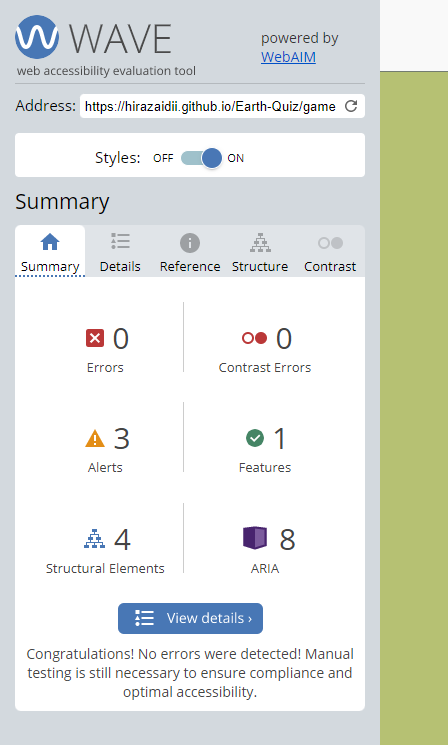 WAVE
powered by
WebAIM
web accessibility evaluation tool
Address: https://hirazaidii.github.io/Earth-Quiz/game
Styles: OFF ON
Summary
Summary Details Reference Structure Contrast
0 0
Errors Contrast Errors
3 1
Alerts Features
4 8
Structural Elements ARIA
View details ›
Congratulations! No errors were detected! Manual
testing is still necessary to ensure compliance and
optimal accessibility.